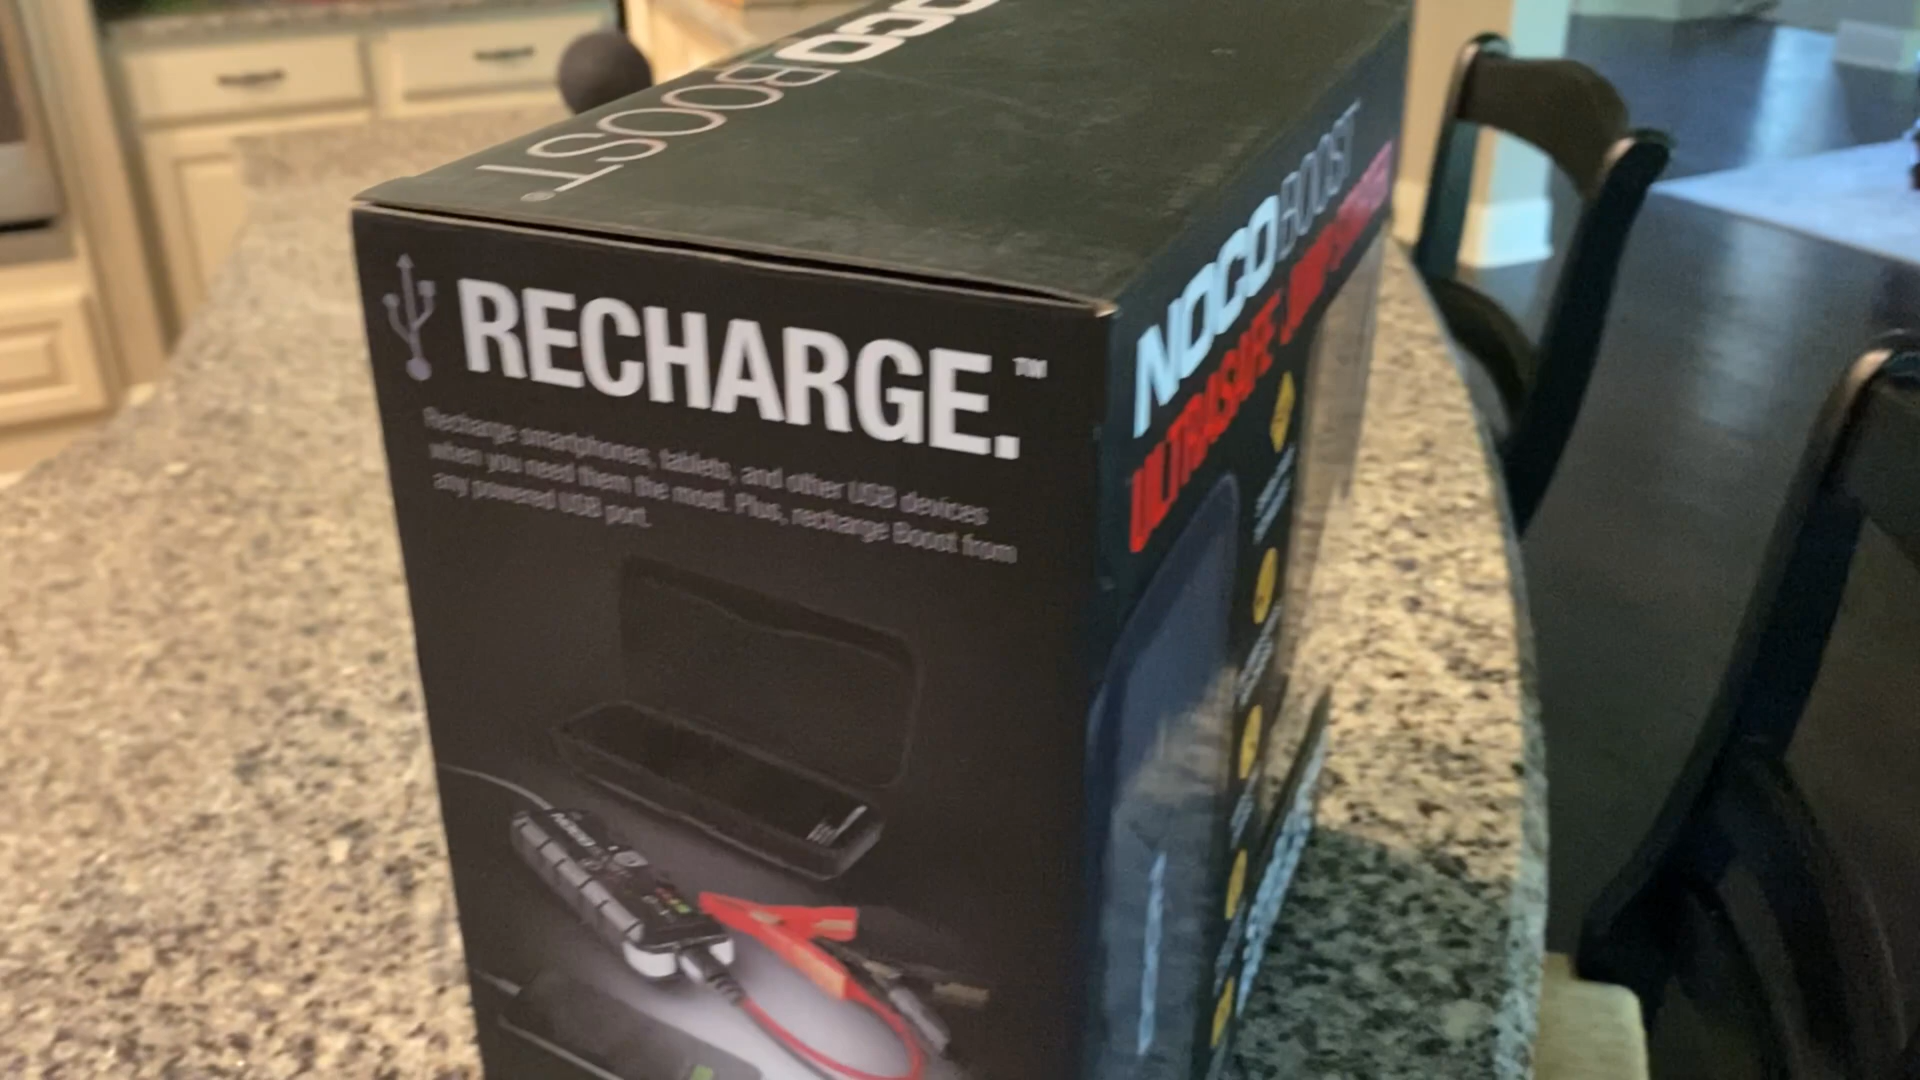 NOCO BOOST®
RECHARGE.™
Recharge smartphones, tablets, and other USB devices
when you need them the most. Plus, recharge Boost from
any powered USB port.
NOCO BOOST
ULTRASAFE JUMP